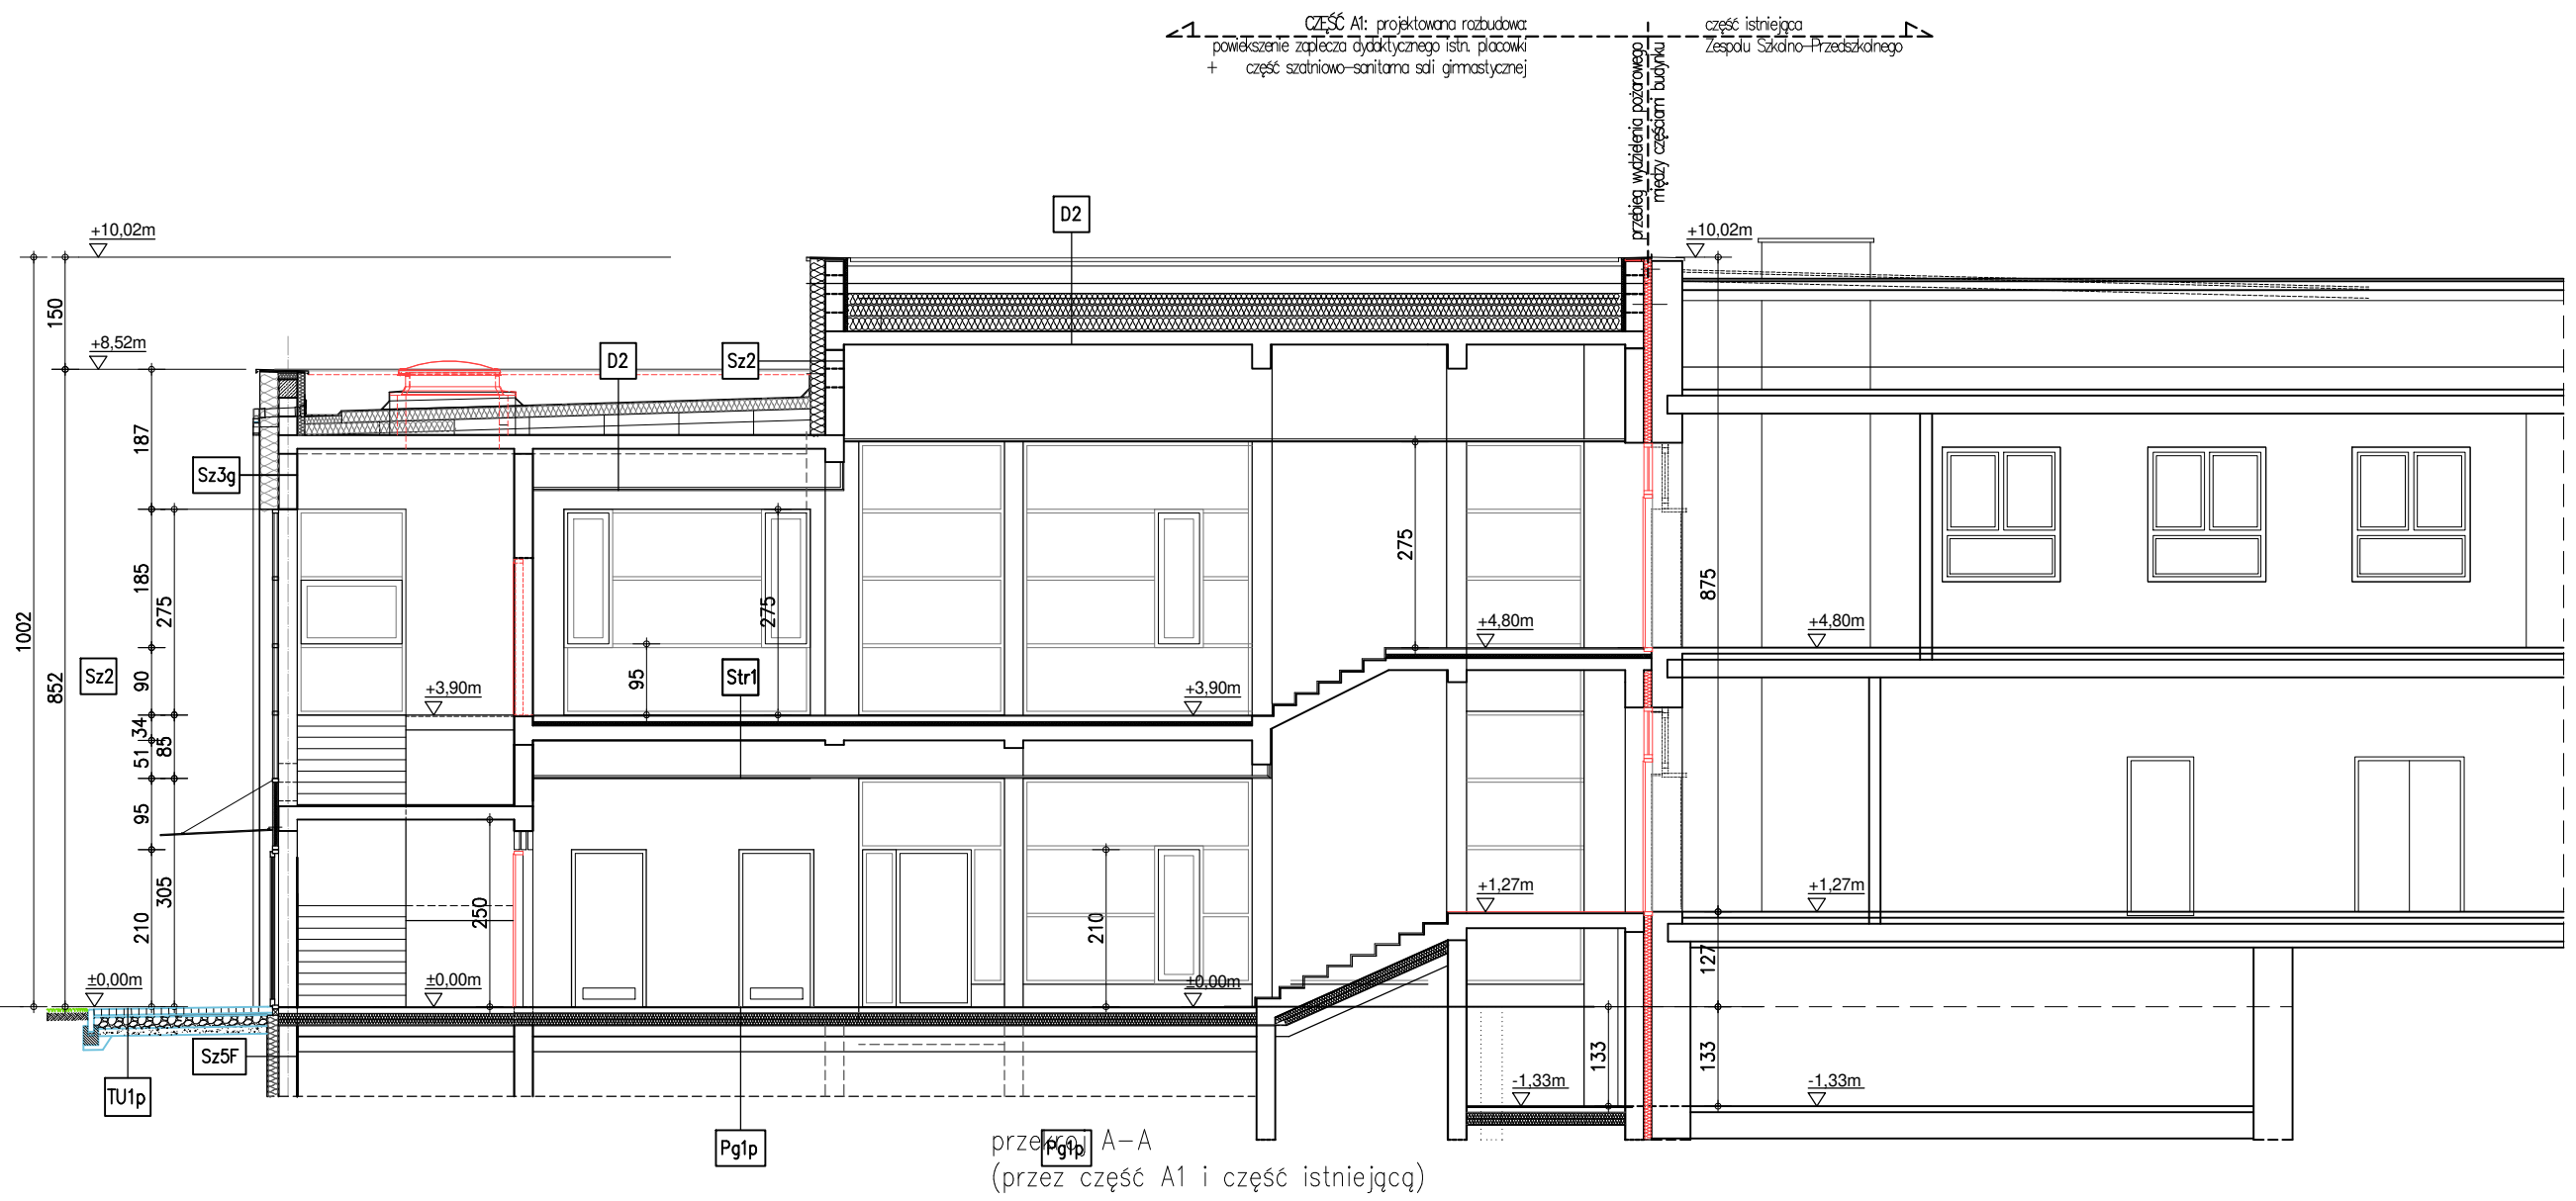 CZĘŚĆ A1: projektowana rozbudowa:
powiekszenie zaplecza dydaktycznego istn. placowki
+ część szatniowo-sanitarna sali gimnastycznej
część istniejąca
Zespolu Szkolno-Przedszkolnego
przebieg wydzielenia pożarowego
między częściami budynku
D2
+10,02m
+10,02m
150
+8,52m
D2
Sz2
187
Sz3g
185
275
275
275
875
1002
852
Sz2
90
95
Str1
+4,80m
+4,80m
+3,90m
+3,90m
34
51
85
95
305
210
250
210
+1,27m
+1,27m
127
±0,00m
±0,00m
±0,00m
133
133
Sz5F
TU1p
-1,33m
-1,33m
Pg1p
Pg1p
przekroj A-A
(przez część A1 i część istniejącą)